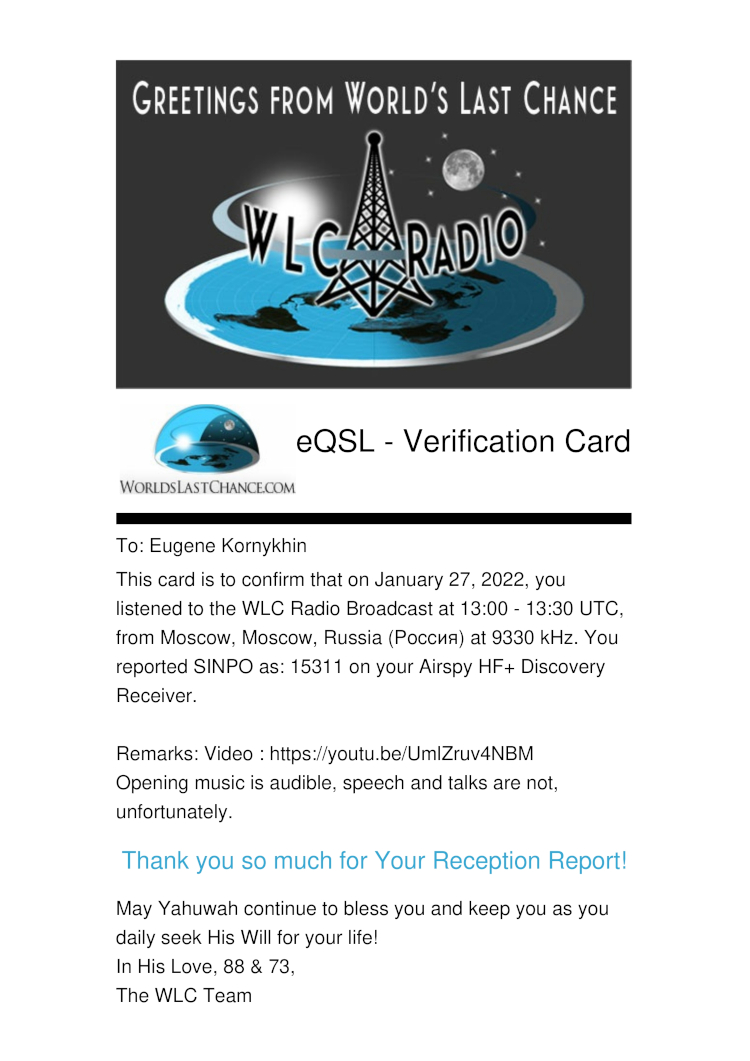 GREETINGS FROM WORLD'S LAST CHANCE
WLC RADIO
WORLDSLASTCHANCE.COM
eQSL - Verification Card
To: Eugene Kornykhin
This card is to confirm that on January 27, 2022, you
listened to the WLC Radio Broadcast at 13:00 - 13:30 UTC,
from Moscow, Moscow, Russia (Россия) at 9330 kHz. You
reported SINPO as: 15311 on your Airspy HF+ Discovery
Receiver.
Remarks: Video : https://youtu.be/UmlZruv4NBM
Opening music is audible, speech and talks are not,
unfortunately.
Thank you so much for Your Reception Report!
May Yahuwah continue to bless you and keep you as you
daily seek His Will for your life!
In His Love, 88 & 73,
The WLC Team